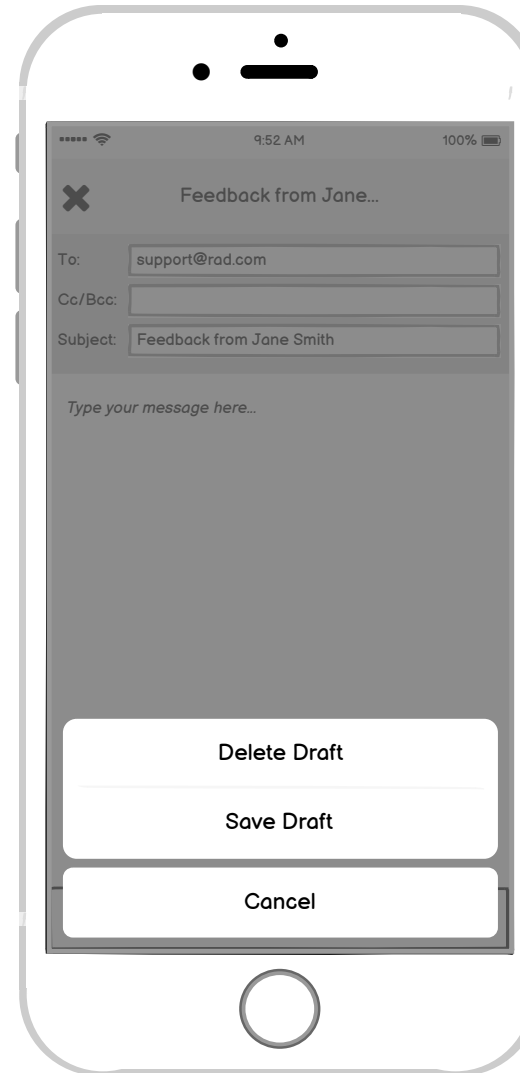 9:52 AM 100%
Feedback from Jane...
To: support@rad.com
Cc/Bcc:
Subject: Feedback from Jane Smith
Type your message here...
Delete Draft
Save Draft
Cancel